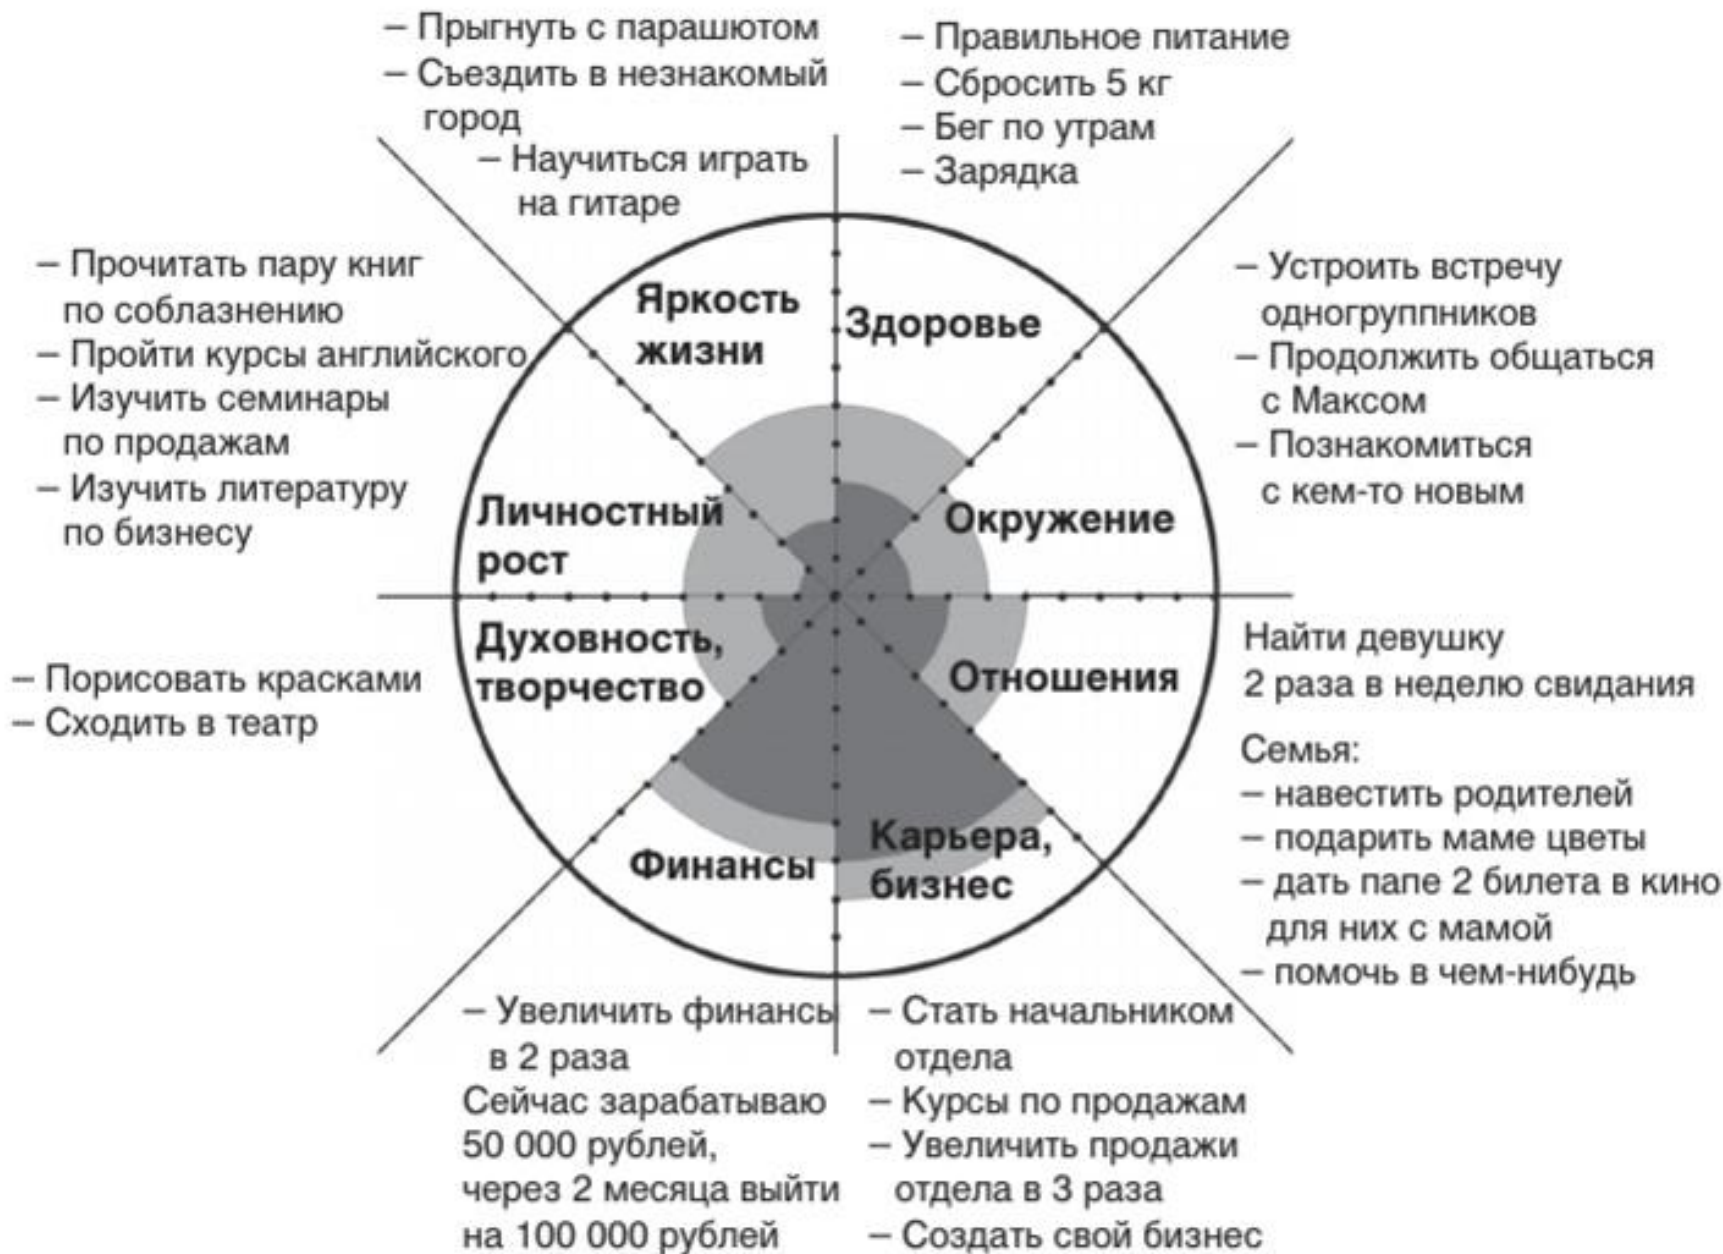 – Прыгнуть с парашютом
– Съездить в незнакомый
город
– Научиться играть
на гитаре
– Правильное питание
– Сбросить 5 кг
– Бег по утрам
– Зарядка
– Прочитать пару книг
по соблазнению
– Пройти курсы английского
– Изучить семинары
по продажам
– Изучить литературу
по бизнесу
Яркость
жизни
Здоровье
– Устроить встречу
одногруппников
– Продолжить общаться
с Максом
– Познакомиться
с кем-то новым
Личностный
рост
Окружение
Духовность,
творчество
Отношения
– Порисовать красками
– Сходить в театр
Найти девушку
2 раза в неделю свидания
Семья:
– навестить родителей
– подарить маме цветы
– дать папе 2 билета в кино
для них с мамой
– помочь в чем-нибудь
Финансы
Карьера,
бизнес
– Увеличить финансы
в 2 раза
Сейчас зарабатываю
50 000 рублей,
через 2 месяца выйти
на 100 000 рублей
– Стать начальником
отдела
– Курсы по продажам
– Увеличить продажи
отдела в 3 раза
– Создать свой бизнес